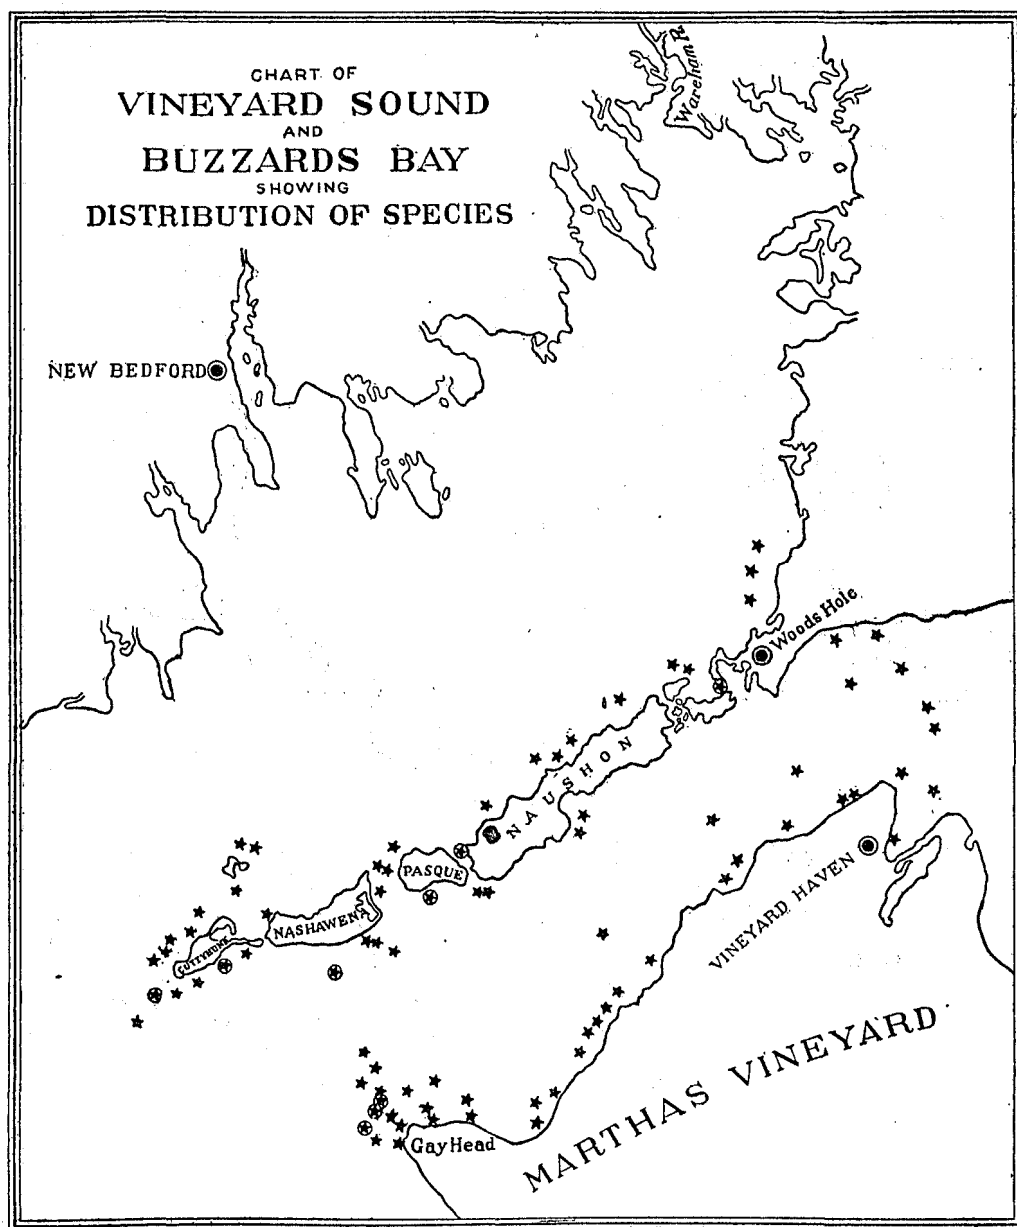 CHART OF
VINEYARD SOUND
AND
BUZZARDS BAY
SHOWING
DISTRIBUTION OF SPECIES
Wareham R.
NEW BEDFORD
Woods Hole
NAUSHON
PASQUE
NASHAWENA
CUTTYHUNK
VINEYARD HAVEN
MARTHAS VINEYARD
Gay Head